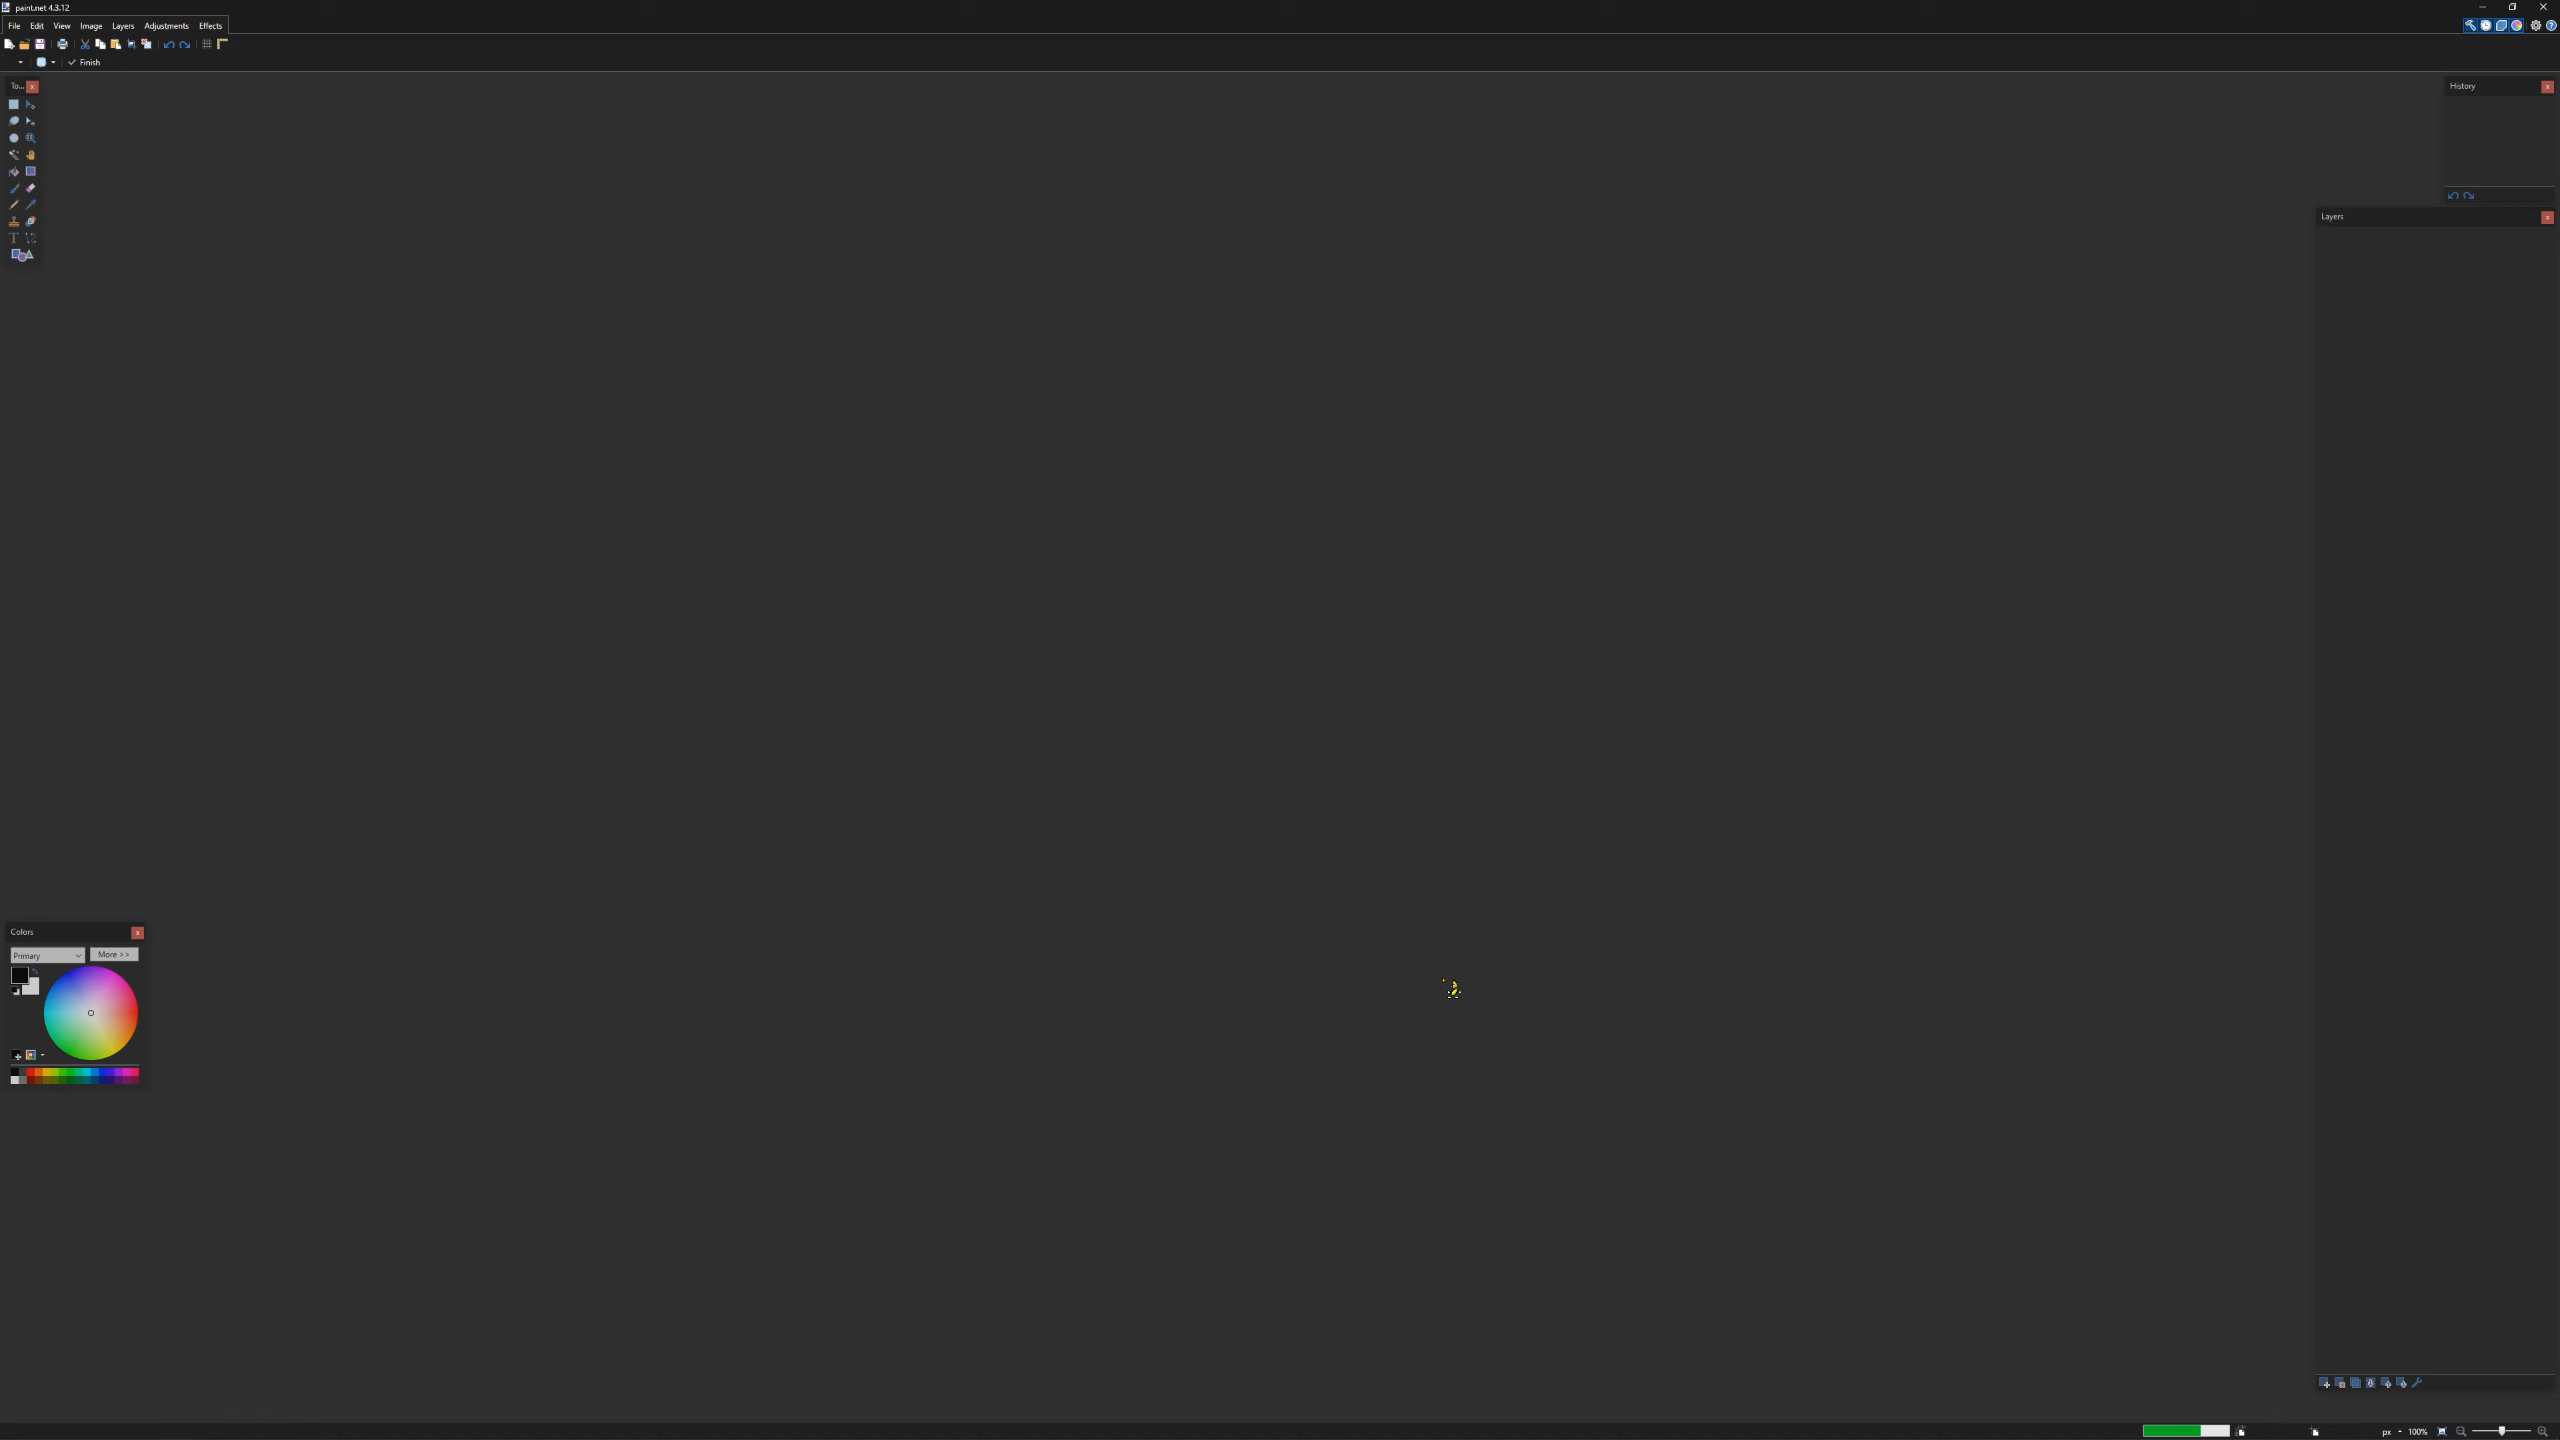 paint.net 4.3.12
File Edit View Image Layers Adjustments Effects
Finish
To...
History
Layers
Colors
Primary
More >>
px
100%